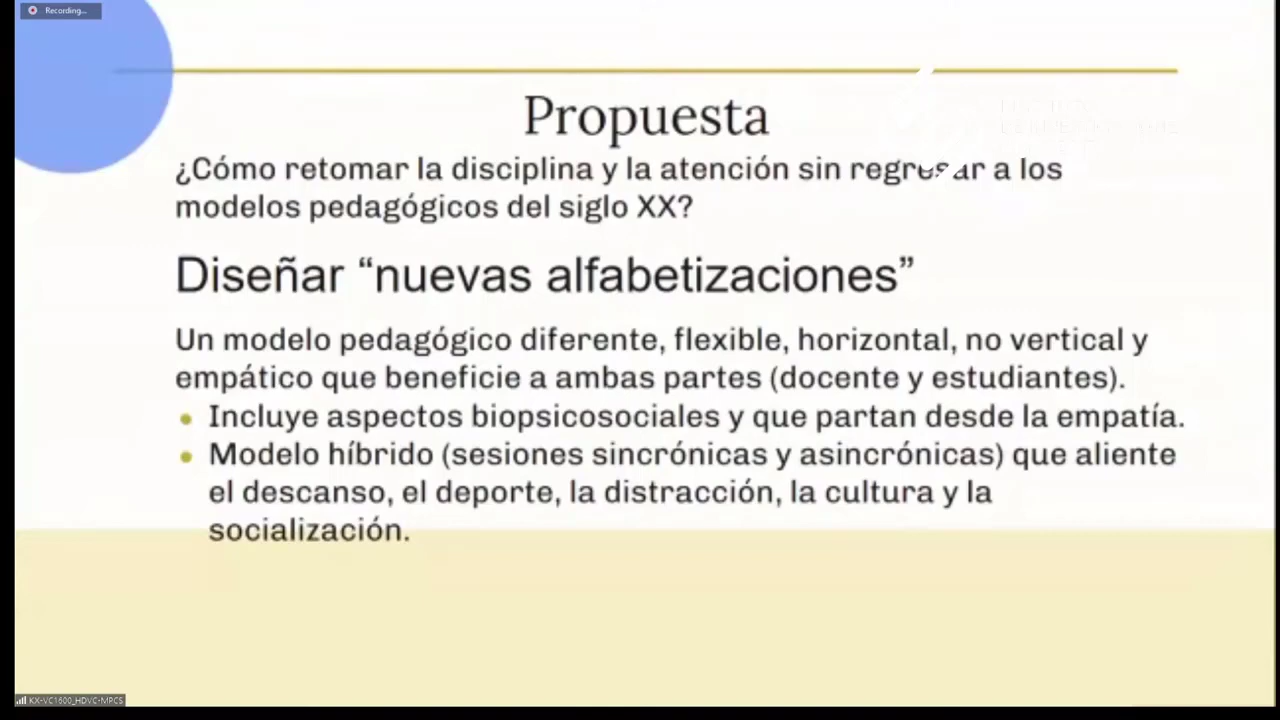 Recording...
Propuesta
¿Cómo retomar la disciplina y la atención sin regresar a los
modelos pedagógicos del siglo XX?
Diseñar “nuevas alfabetizaciones”
Un modelo pedagógico diferente, flexible, horizontal, no vertical y
empático que beneficie a ambas partes (docente y estudiantes).
Incluye aspectos biopsicosociales y que partan desde la empatía.
Modelo híbrido (sesiones sincrónicas y asincrónicas) que aliente
el descanso, el deporte, la distracción, la cultura y la
socialización.
KX-VC1600_HDVC-MPCS